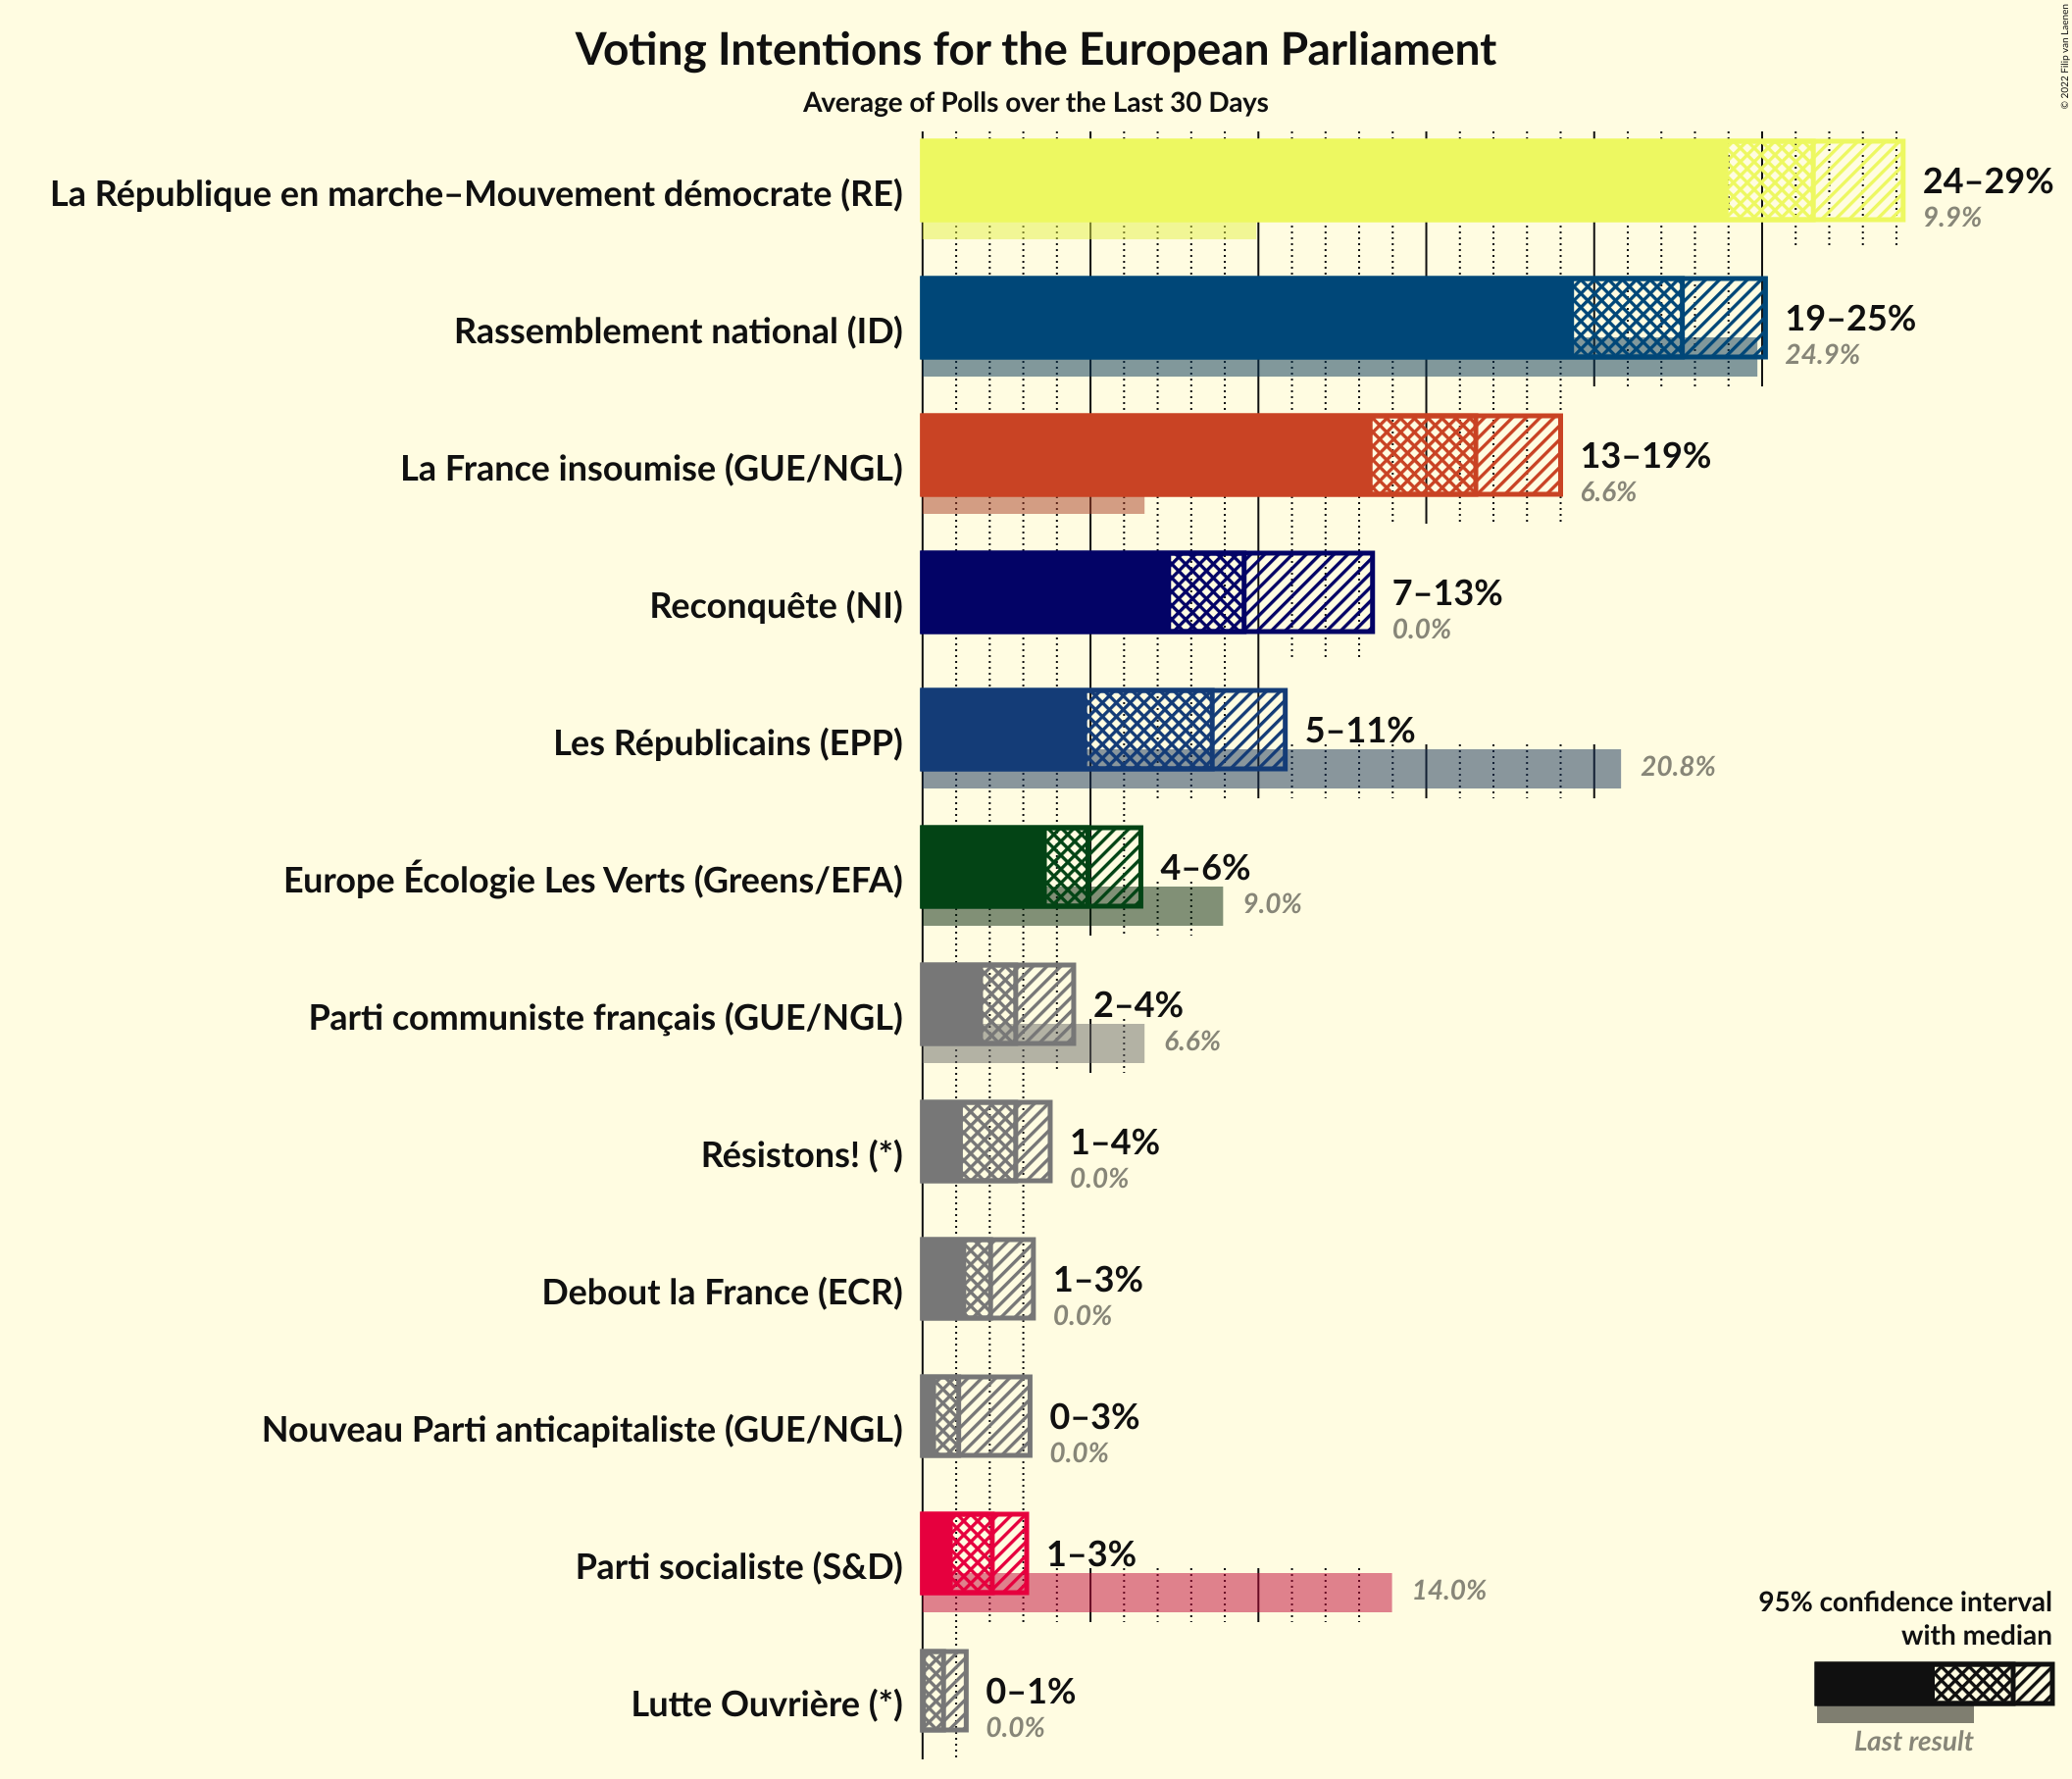 Voting Intentions for the European Parliament
Average of Polls over the Last 30 Days
© 2022 Filip van Laenen
La République en marche–Mouvement démocrate (RE)
24–29%
9.9%
Rassemblement national (ID)
19–25%
24.9%
La France insoumise (GUE/NGL)
13–19%
6.6%
Reconquête (NI)
7–13%
0.0%
Les Républicains (EPP)
5–11%
20.8%
Europe Écologie Les Verts (Greens/EFA)
4–6%
9.0%
Parti communiste français (GUE/NGL)
2–4%
6.6%
Résistons! (*)
1–4%
0.0%
Debout la France (ECR)
1–3%
0.0%
Nouveau Parti anticapitaliste (GUE/NGL)
0–3%
0.0%
Parti socialiste (S&D)
1–3%
14.0%
Lutte Ouvrière (*)
0–1%
0.0%
95% confidence interval
with median
Last result